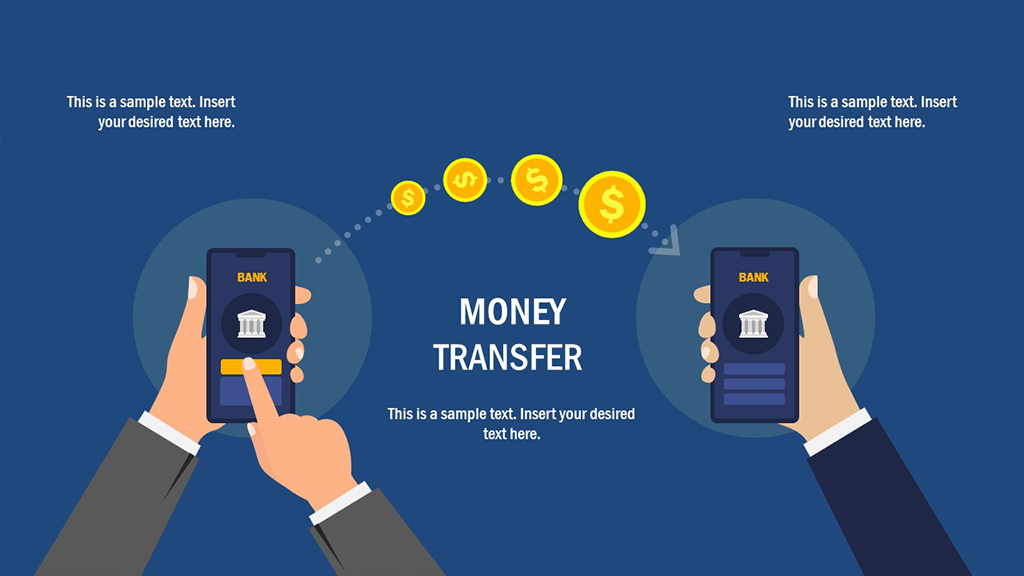 This is a sample text. Insert
your desired text here.
This is a sample text. Insert
your desired text here.
$
$
$
$
BANK
BANK
MONEY
TRANSFER
This is a sample text. Insert your desired
text here.